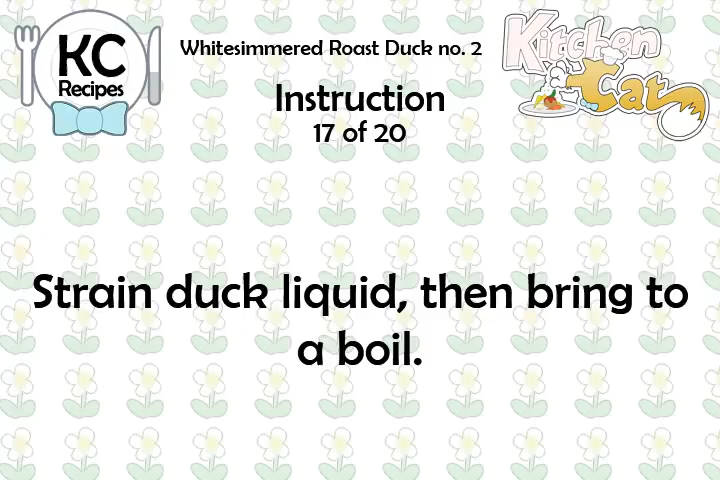 KC
Recipes
Whitesimmered Roast Duck no. 2
Kitchen
Cat
Instruction
17 of 20
Strain duck liquid, then bring to
a boil.